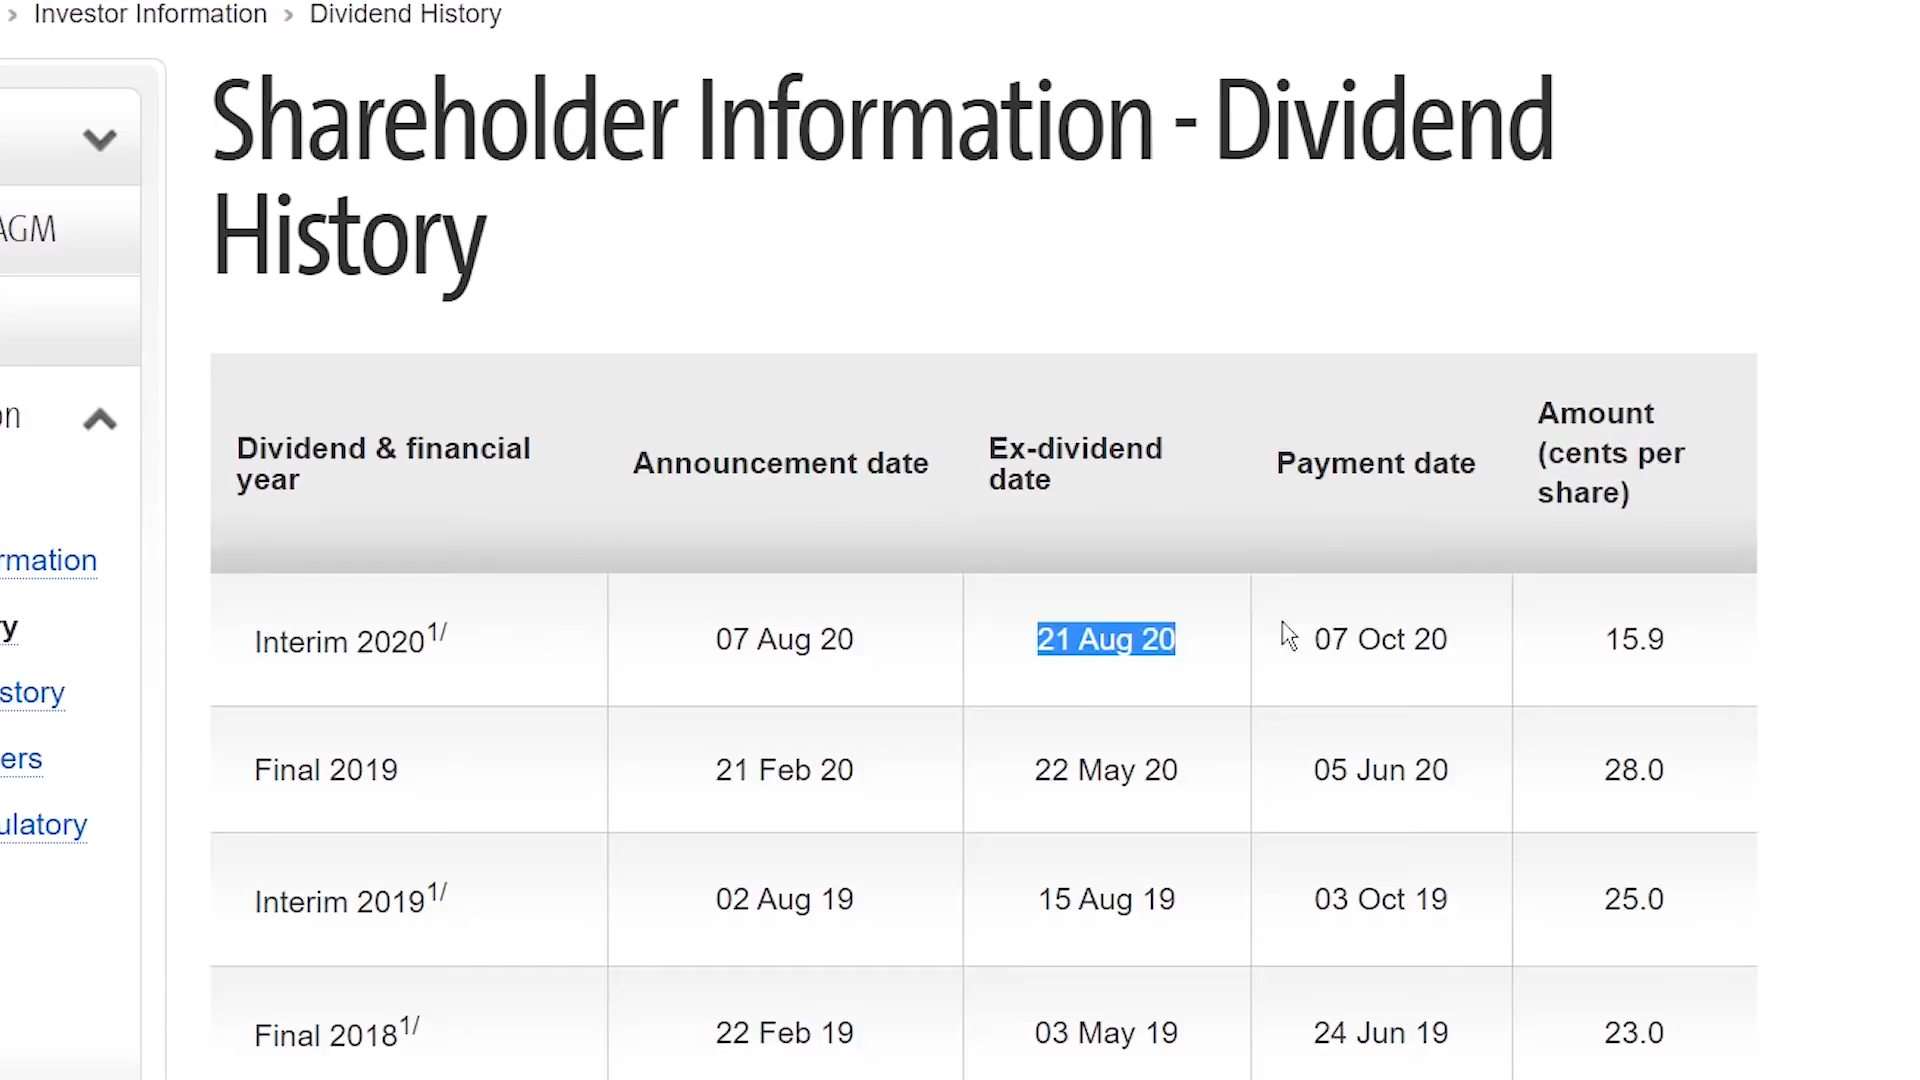 › Investor Information › Dividend History
Shareholder Information - Dividend
History
AGM
on
rmation
ry
story
ers
ulatory
Dividend & financial
year
Announcement date
Ex-dividend
date
Payment date
Amount
(cents per
share)
Interim 2020 1/ 07 Aug 20 21 Aug 20 07 Oct 20 15.9
Final 2019 21 Feb 20 22 May 20 05 Jun 20 28.0
Interim 2019 1/ 02 Aug 19 15 Aug 19 03 Oct 19 25.0
Final 2018 1/ 22 Feb 19 03 May 19 24 Jun 19 23.0